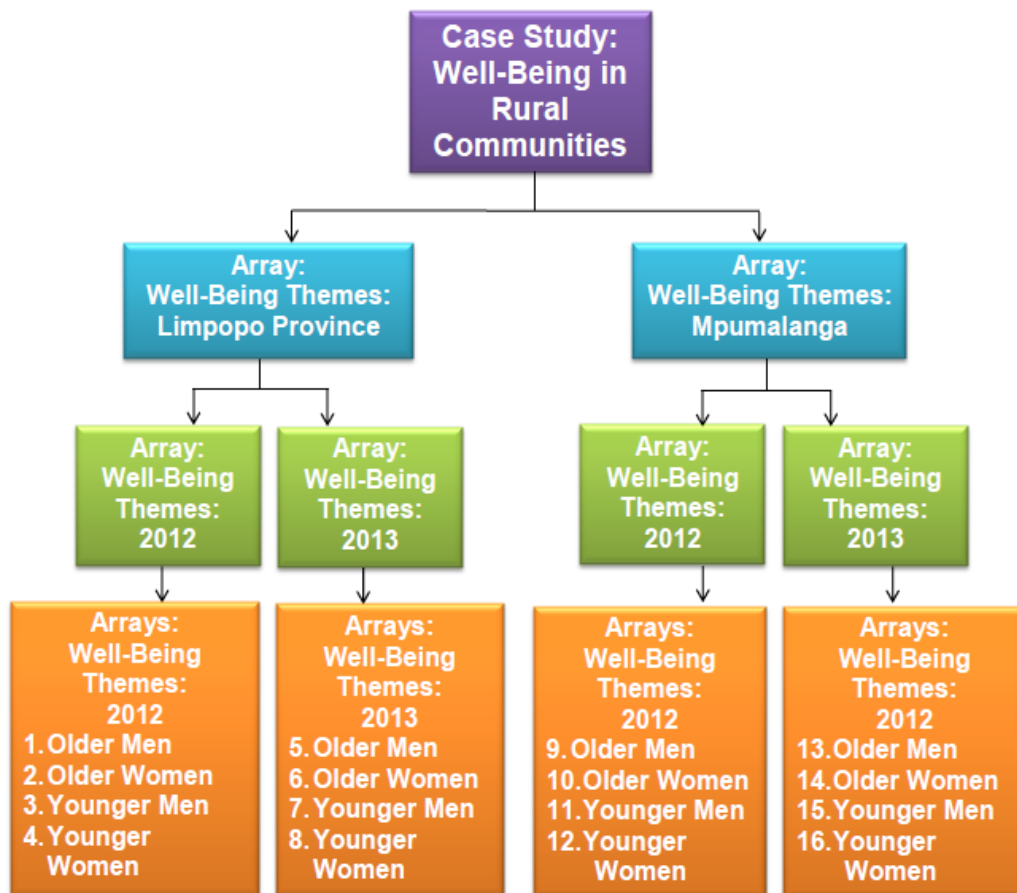 Case Study:
Well-Being in
Rural
Communities
Array:
Well-Being Themes:
Limpopo Province
Array:
Well-Being Themes:
Mpumalanga
Array:
Well-Being
Themes:
2012
Array:
Well-Being
Themes:
2013
Array:
Well-Being
Themes:
2012
Array:
Well-Being
Themes:
2013
Arrays:
Well-Being
Themes:
2012
1.Older Men
2.Older Women
3.Younger Men
4.Younger
Women
Arrays:
Well-Being
Themes:
2013
5.Older Men
6.Older Women
7.Younger Men
8.Younger
Women
Arrays:
Well-Being
Themes:
2012
9.Older Men
10.Older Women
11.Younger Men
12.Younger
Women
Arrays:
Well-Being
Themes:
2012
13.Older Men
14.Older Women
15.Younger Men
16.Younger
Women